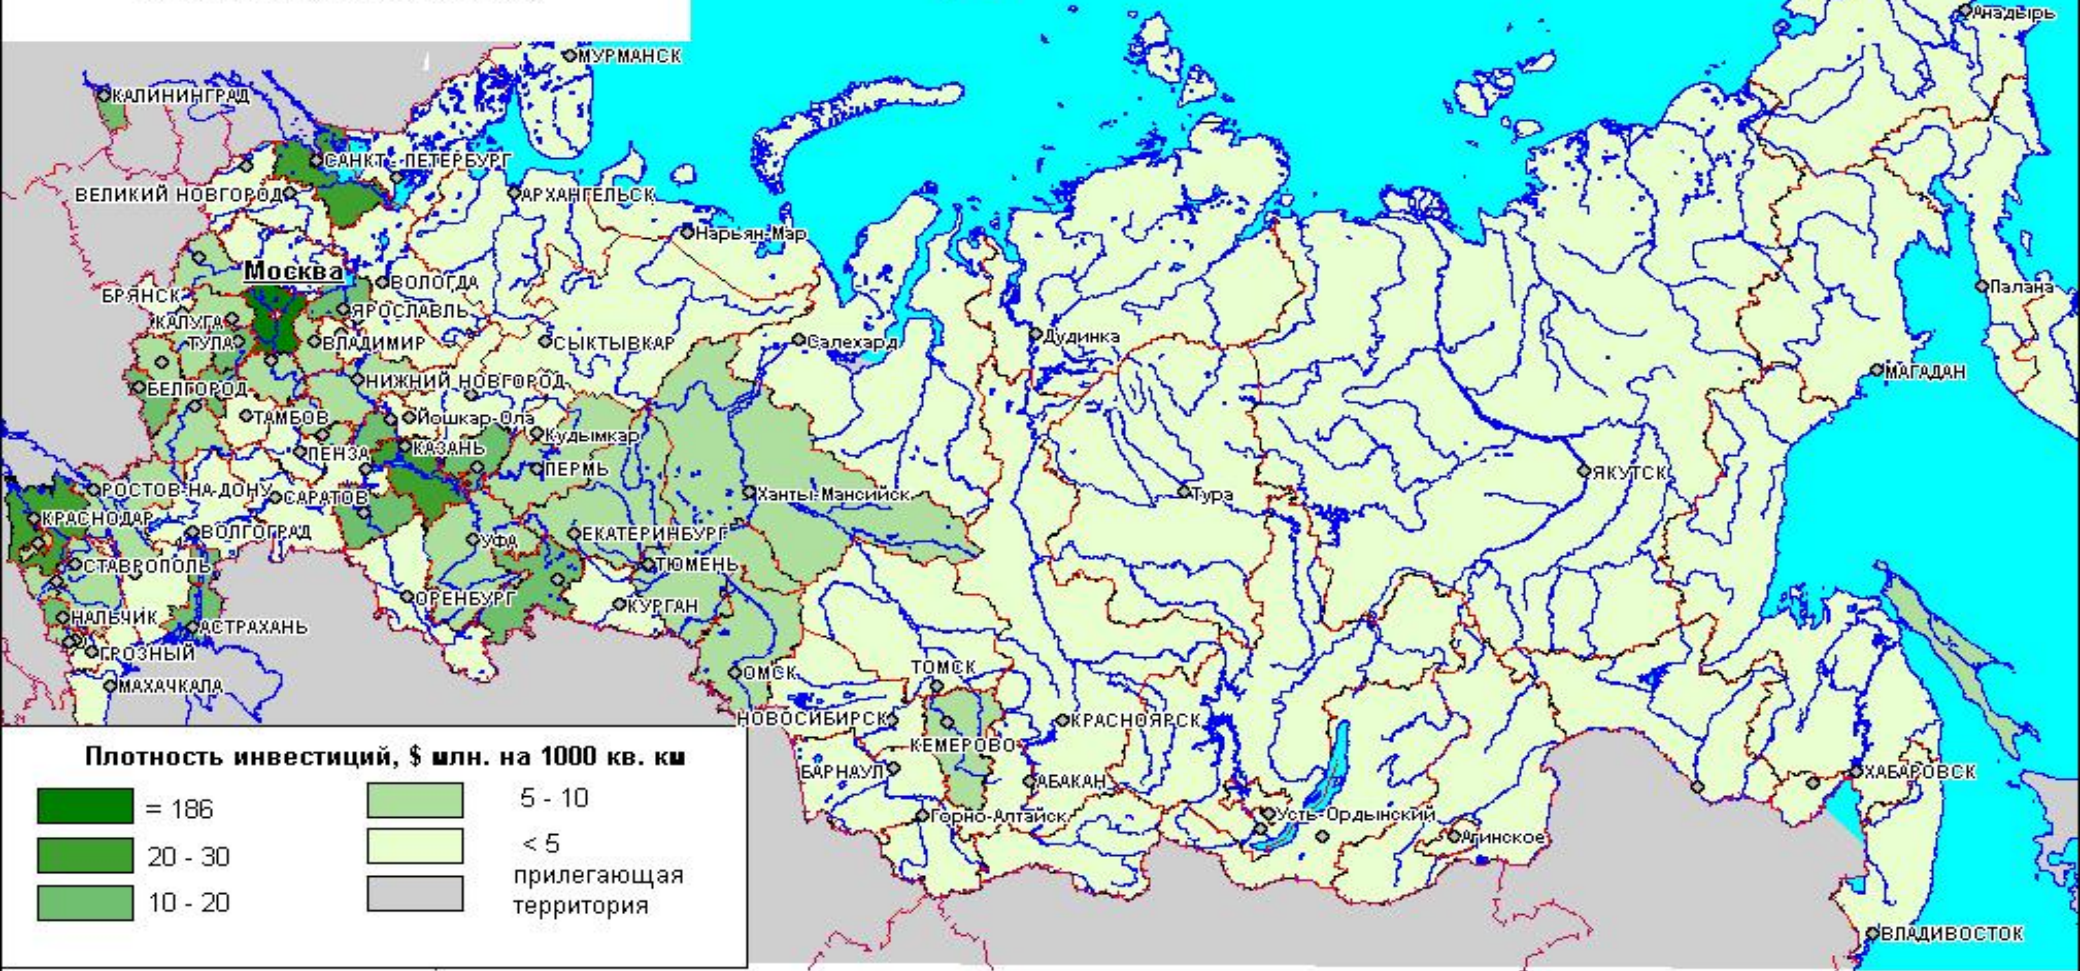 Анадырь
МУРМАНСК
КАЛИНИНГРАД
САНКТ - ПЕТЕРБУРГ
ВЕЛИКИЙ НОВГОРОД
АРХАНГЕЛЬСК
Нарьян-Мар
Москва
ВОЛОГДА
Палана
БРЯНСК
ЯРОСЛАВЛЬ
КАЛУГА
ТУЛА
ВЛАДИМИР
СЫКТЫВКАР
Салехард
Дудинка
МАГАДАН
НИЖНИЙ НОВГОРОД
БЕЛГОРОД
ТАМБОВ
Йошкар-Ола
Кудымкар
ПЕНЗА
КАЗАНЬ
ПЕРМЬ
ЯКУТСК
РОСТОВ-НА-ДОНУ
САРАТОВ
Ханты-Мансийск
Тура
КРАСНОДАР
ВОЛГОГРАД
ЕКАТЕРИНБУРГ
УФА
СТАВРОПОЛЬ
ТЮМЕНЬ
ОРЕНБУРГ
КУРГАН
НАЛЬЧИК
АСТРАХАНЬ
ГРОЗНЫЙ
МАХАЧКАЛА
ОМСК
ТОМСК
НОВОСИБИРСК
КРАСНОЯРСК
КЕМЕРОВО
БАРНАУЛ
АБАКАН
ХАБАРОВСК
Горно-Алтайск
Усть-Ордынский
Агинское
ВЛАДИВОСТОК
Плотность инвестиций, $ млн. на 1000 кв. км
= 186
20 - 30
10 - 20
5 - 10
< 5
прилегающая
территория